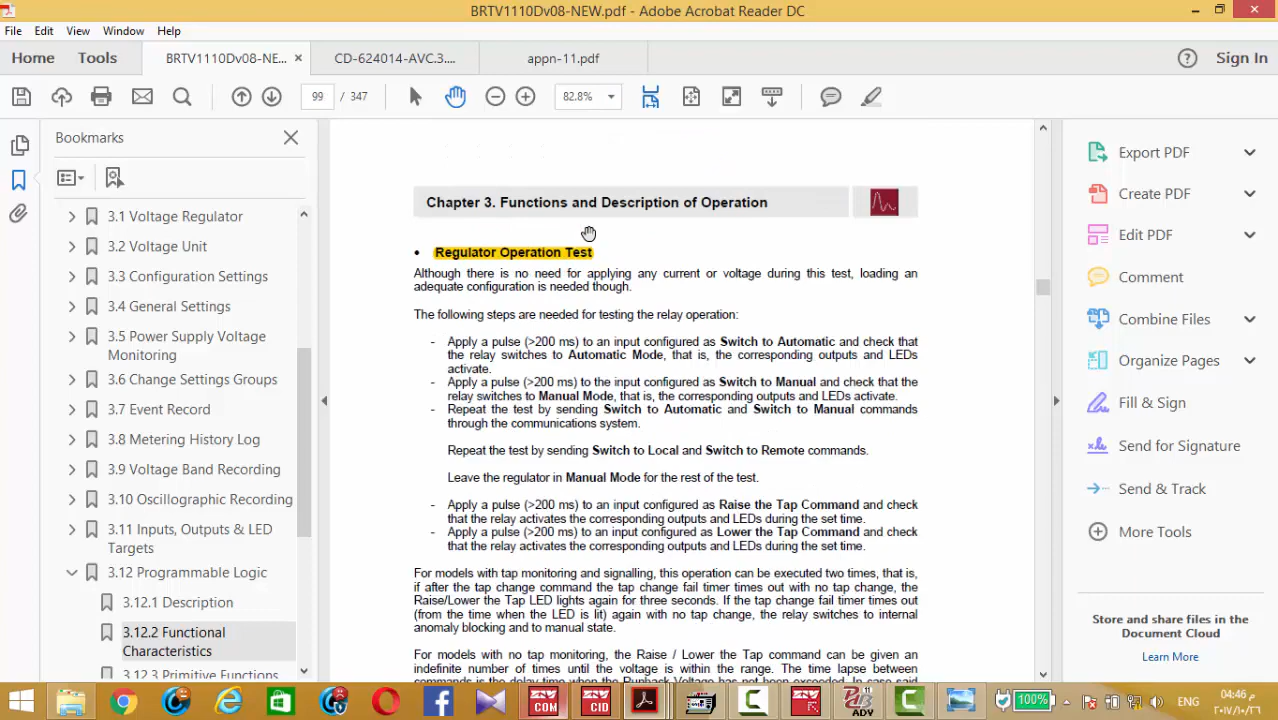 BRTV1110Dv08-NEW.pdf - Adobe Acrobat Reader DC
File Edit View Window Help
Home Tools BRTV1110Dv08-NE... CD-624014-AVC.3.... appn-11.pdf Sign In
99 / 347 82.8%
Bookmarks
3.1 Voltage Regulator
3.2 Voltage Unit
3.3 Configuration Settings
3.4 General Settings
3.5 Power Supply Voltage
Monitoring
3.6 Change Settings Groups
3.7 Event Record
3.8 Metering History Log
3.9 Voltage Band Recording
3.10 Oscillographic Recording
3.11 Inputs, Outputs & LED
Targets
3.12 Programmable Logic
3.12.1 Description
3.12.2 Functional
Characteristics
3.12.3 Primitive Functions
Chapter 3. Functions and Description of Operation
• Regulator Operation Test
Although there is no need for applying any current or voltage during this test, loading an
adequate configuration is needed though.
The following steps are needed for testing the relay operation:
- Apply a pulse (>200 ms) to an input configured as Switch to Automatic and check that
the relay switches to Automatic Mode, that is, the corresponding outputs and LEDs
activate.
- Apply a pulse (>200 ms) to the input configured as Switch to Manual and check that the
relay switches to Manual Mode, that is, the corresponding outputs and LEDs activate.
- Repeat the test by sending Switch to Automatic and Switch to Manual commands
through the communications system.
Repeat the test by sending Switch to Local and Switch to Remote commands.
Leave the regulator in Manual Mode for the rest of the test.
- Apply a pulse (>200 ms) to an input configured as Raise the Tap Command and check
that the relay activates the corresponding outputs and LEDs during the set time.
- Apply a pulse (>200 ms) to an input configured as Lower the Tap Command and check
that the relay activates the corresponding outputs and LEDs during the set time.
For models with tap monitoring and signalling, this operation can be executed two times, that is,
if after the tap change command the tap change fail timer times out with no tap change, the
Raise/Lower the Tap LED lights again for three seconds. If the tap change fail timer times out
(from the time when the LED is lit) again with no tap change, the relay switches to internal
anomaly blocking and to manual state.
For models with no tap monitoring, the Raise / Lower the Tap command can be given an
indefinite number of times until the voltage is within the range. The time lapse between
commands is the delay time when the Runback Voltage has not been exceeded. In case said
Export PDF
Create PDF
Edit PDF
Comment
Combine Files
Organize Pages
Fill & Sign
Send for Signature
Send & Track
More Tools
Store and share files in the
Document Cloud
Learn More
ZIV
COM
ZIV
CID
ADV
100%
ENG
04:46 م
٢٠١٧/١٠/٢٦